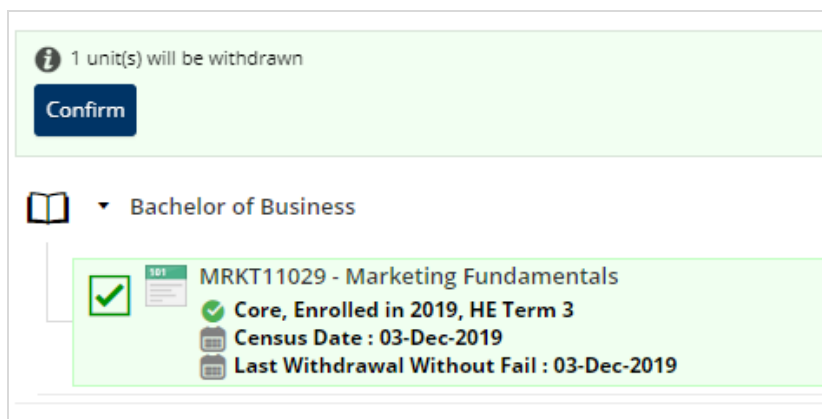 1 unit(s) will be withdrawn
Confirm
Bachelor of Business
101
MRKT11029 - Marketing Fundamentals
Core, Enrolled in 2019, HE Term 3
Census Date : 03-Dec-2019
Last Withdrawal Without Fail : 03-Dec-2019